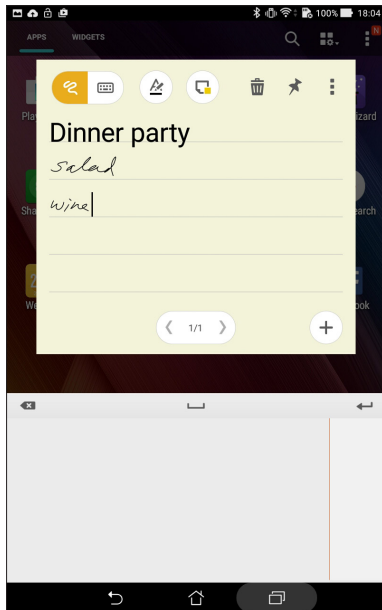 100% 18:04
APPS WIDGETS
N
Dinner party
salad
wine
1/1